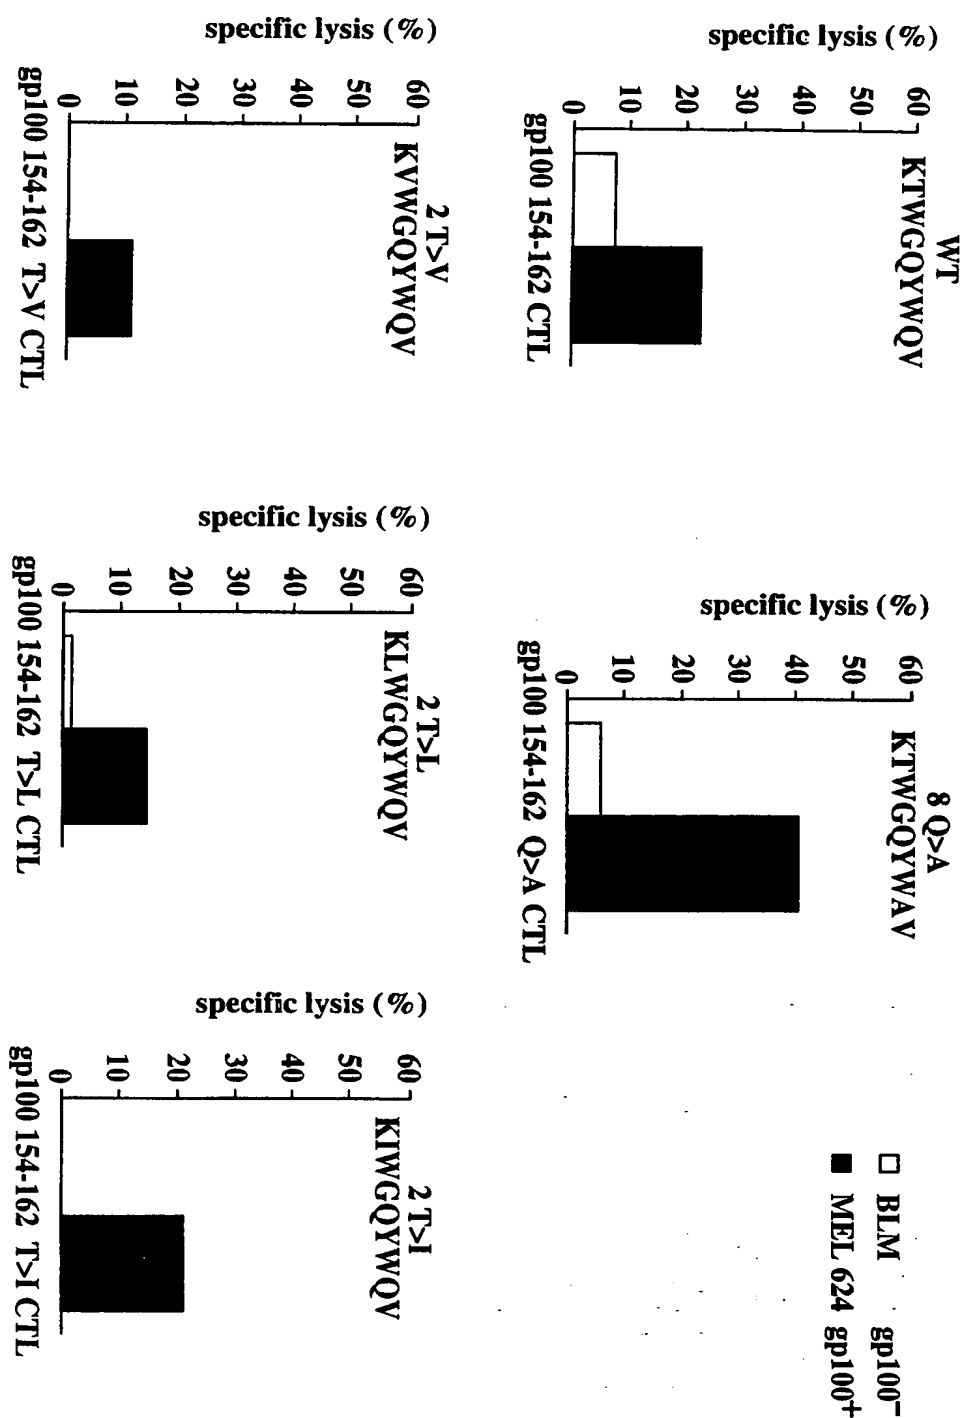 WT
KTWGQYWQV
specific lysis (%)
60
50
40
30
20
10
0
gp100 154-162 CTL
8 Q>A
KTWGQYWAV
specific lysis (%)
60
50
40
30
20
10
0
gp100 154-162 Q>A CTL
BLM gp100⁻
MEL 624 gp100⁺
2 T>V
KVWGQYWQV
specific lysis (%)
60
50
40
30
20
10
0
gp100 154-162 T>V CTL
2 T>L
KLWGQYWQV
specific lysis (%)
60
50
40
30
20
10
0
gp100 154-162 T>L CTL
2 T>I
KIWGQYWQV
specific lysis (%)
60
50
40
30
20
10
0
gp100 154-162 T>I CTL